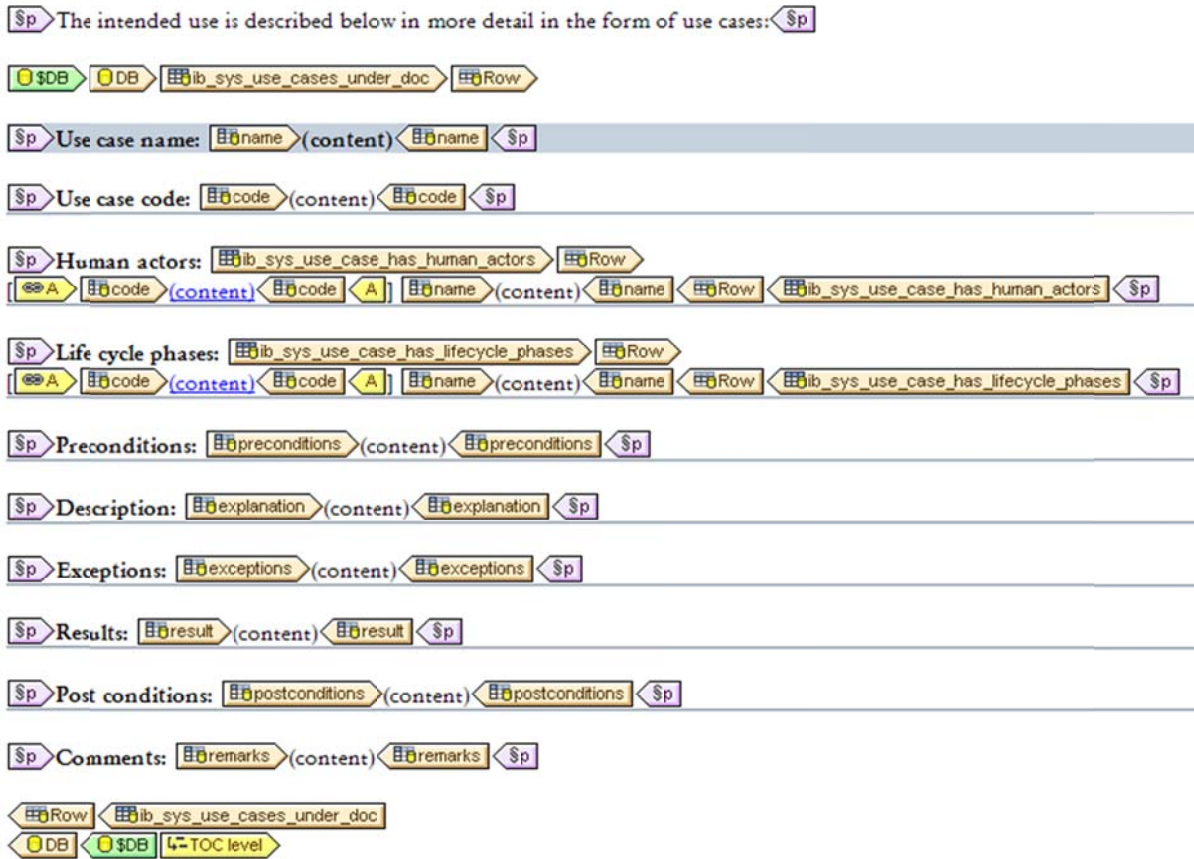 §p The intended use is described below in more detail in the form of use cases: §p
$DB DB ib_sys_use_cases_under_doc Row
§p Use case name: name (content) name §p
§p Use case code: code (content) code §p
§p Human actors: ib_sys_use_case_has_human_actors Row
[ A code (content) code A ] name (content) name Row ib_sys_use_case_has_human_actors §p
§p Life cycle phases: ib_sys_use_case_has_lifecycle_phases Row
[ A code (content) code A ] name (content) name Row ib_sys_use_case_has_lifecycle_phases §p
§p Preconditions: preconditions (content) preconditions §p
§p Description: explanation (content) explanation §p
§p Exceptions: exceptions (content) exceptions §p
§p Results: result (content) result §p
§p Post conditions: postconditions (content) postconditions §p
§p Comments: remarks (content) remarks §p
Row ib_sys_use_cases_under_doc
DB $DB TOC level